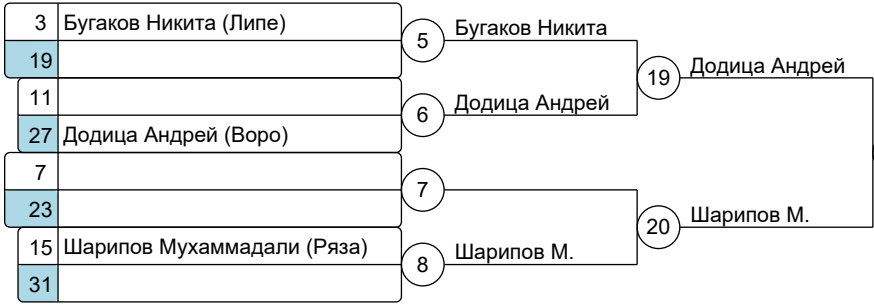 3 Бугаков Никита (Липе)
19
5 Бугаков Никита
11
27 Додица Андрей (Воро)
6 Додица Андрей
19 Додица Андрей
7
23
7
15 Шарипов Мухаммадали (Ряза)
31
8 Шарипов М.
20 Шарипов М.